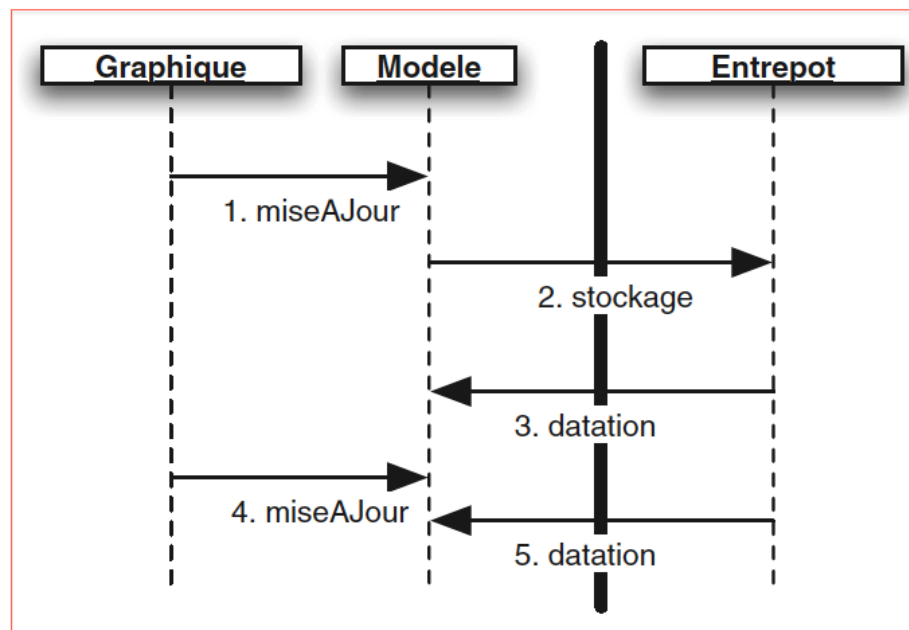 Graphique
Modele
Entrepot
1. miseAJour
2. stockage
3. datation
4. miseAJour
5. datation